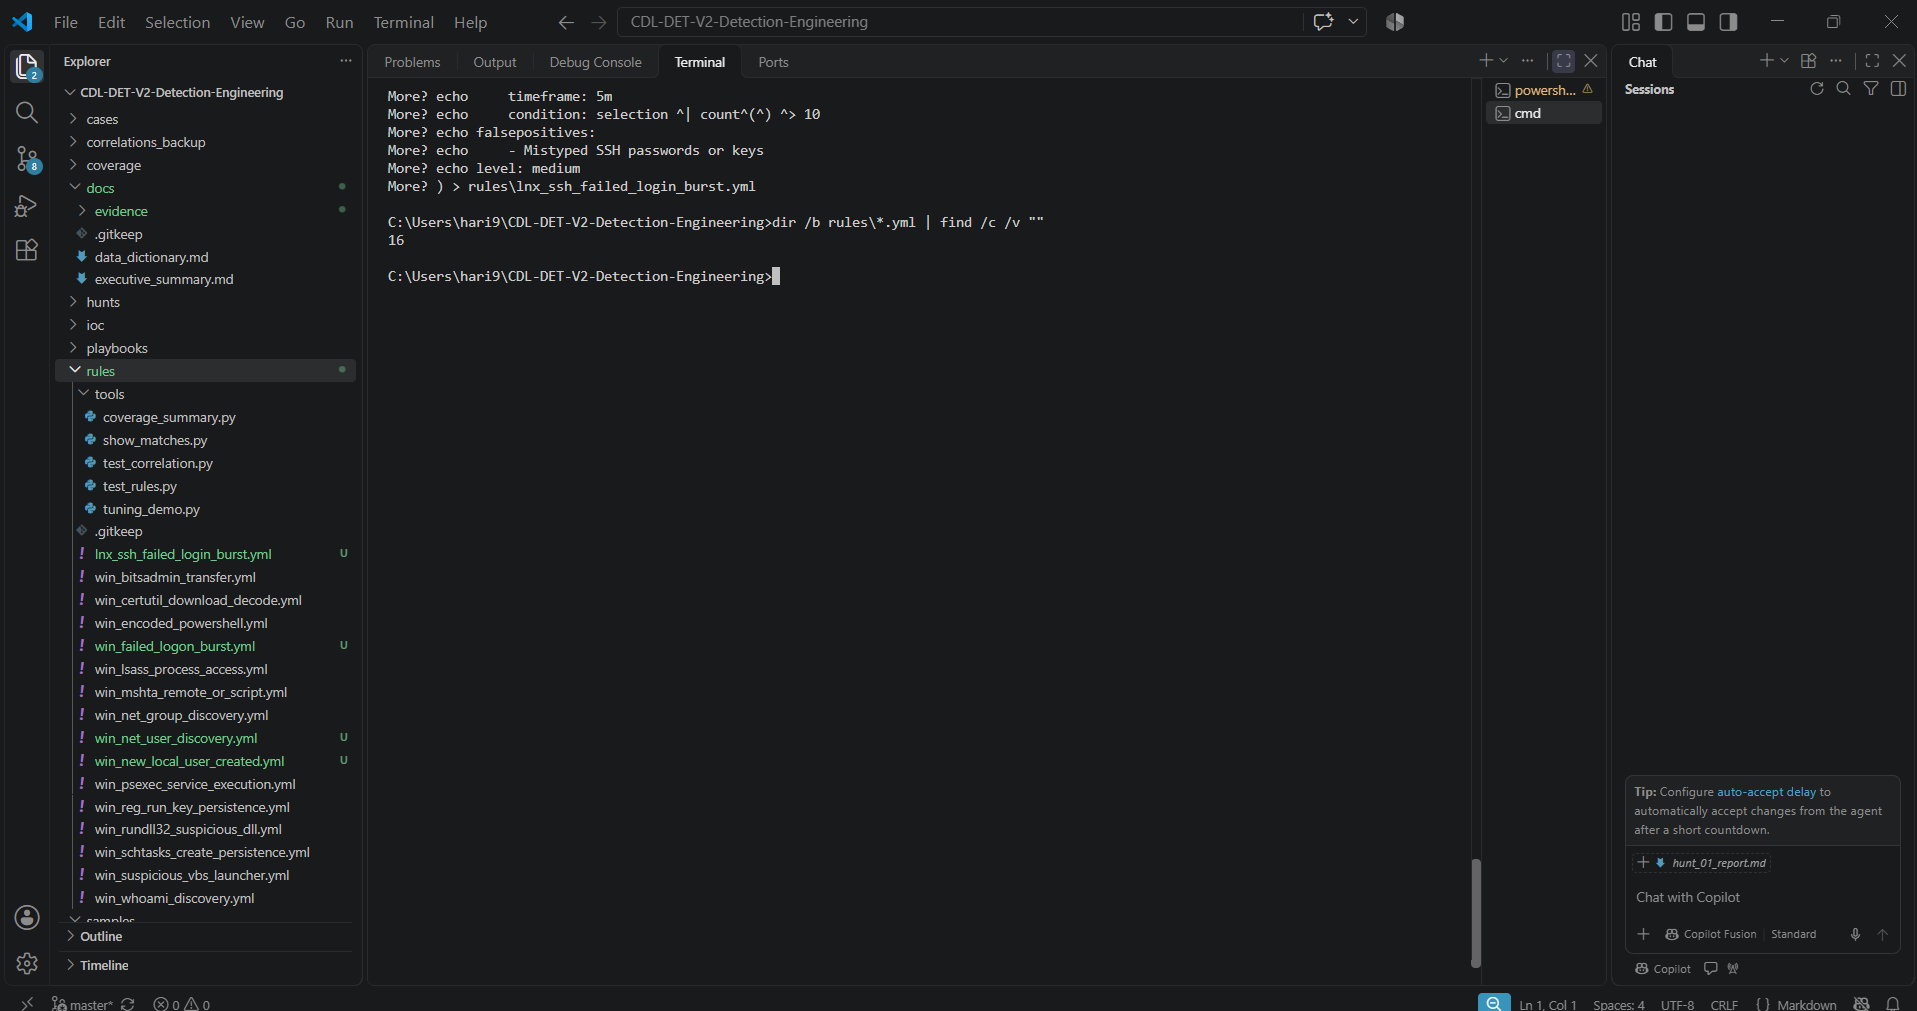 File Edit Selection View Go Run Terminal Help
CDL-DET-V2-Detection-Engineering
Explorer
CDL-DET-V2-Detection-Engineering
cases
correlations_backup
coverage
docs
evidence
.gitkeep
data_dictionary.md
executive_summary.md
hunts
ioc
playbooks
rules
tools
coverage_summary.py
show_matches.py
test_correlation.py
test_rules.py
tuning_demo.py
.gitkeep
lnx_ssh_failed_login_burst.yml U
win_bitsadmin_transfer.yml
win_certutil_download_decode.yml
win_encoded_powershell.yml
win_failed_logon_burst.yml U
win_lsass_process_access.yml
win_mshta_remote_or_script.yml
win_net_group_discovery.yml
win_net_user_discovery.yml U
win_new_local_user_created.yml U
win_psexec_service_execution.yml
win_reg_run_key_persistence.yml
win_rundll32_suspicious_dll.yml
win_schtasks_create_persistence.yml
win_suspicious_vbs_launcher.yml
win_whoami_discovery.yml
samples
Outline
Timeline
2
8
Problems Output Debug Console Terminal Ports
More? echo     timeframe: 5m
More? echo     condition: selection ^| count^(^) ^> 10
More? echo falsepositives:
More? echo     - Mistyped SSH passwords or keys
More? echo level: medium
More? ) > rules\lnx_ssh_failed_login_burst.yml
C:\Users\hari9\CDL-DET-V2-Detection-Engineering>dir /b rules\*.yml | find /c /v ""
16
C:\Users\hari9\CDL-DET-V2-Detection-Engineering>
powersh...
cmd
Chat
Sessions
Tip: Configure auto-accept delay to
automatically accept changes from the agent
after a short countdown.
hunt_01_report.md
Chat with Copilot
Copilot Fusion Standard
Copilot
master* 0 0
Ln 1, Col 1 Spaces: 4 UTF-8 CRLF {} Markdown